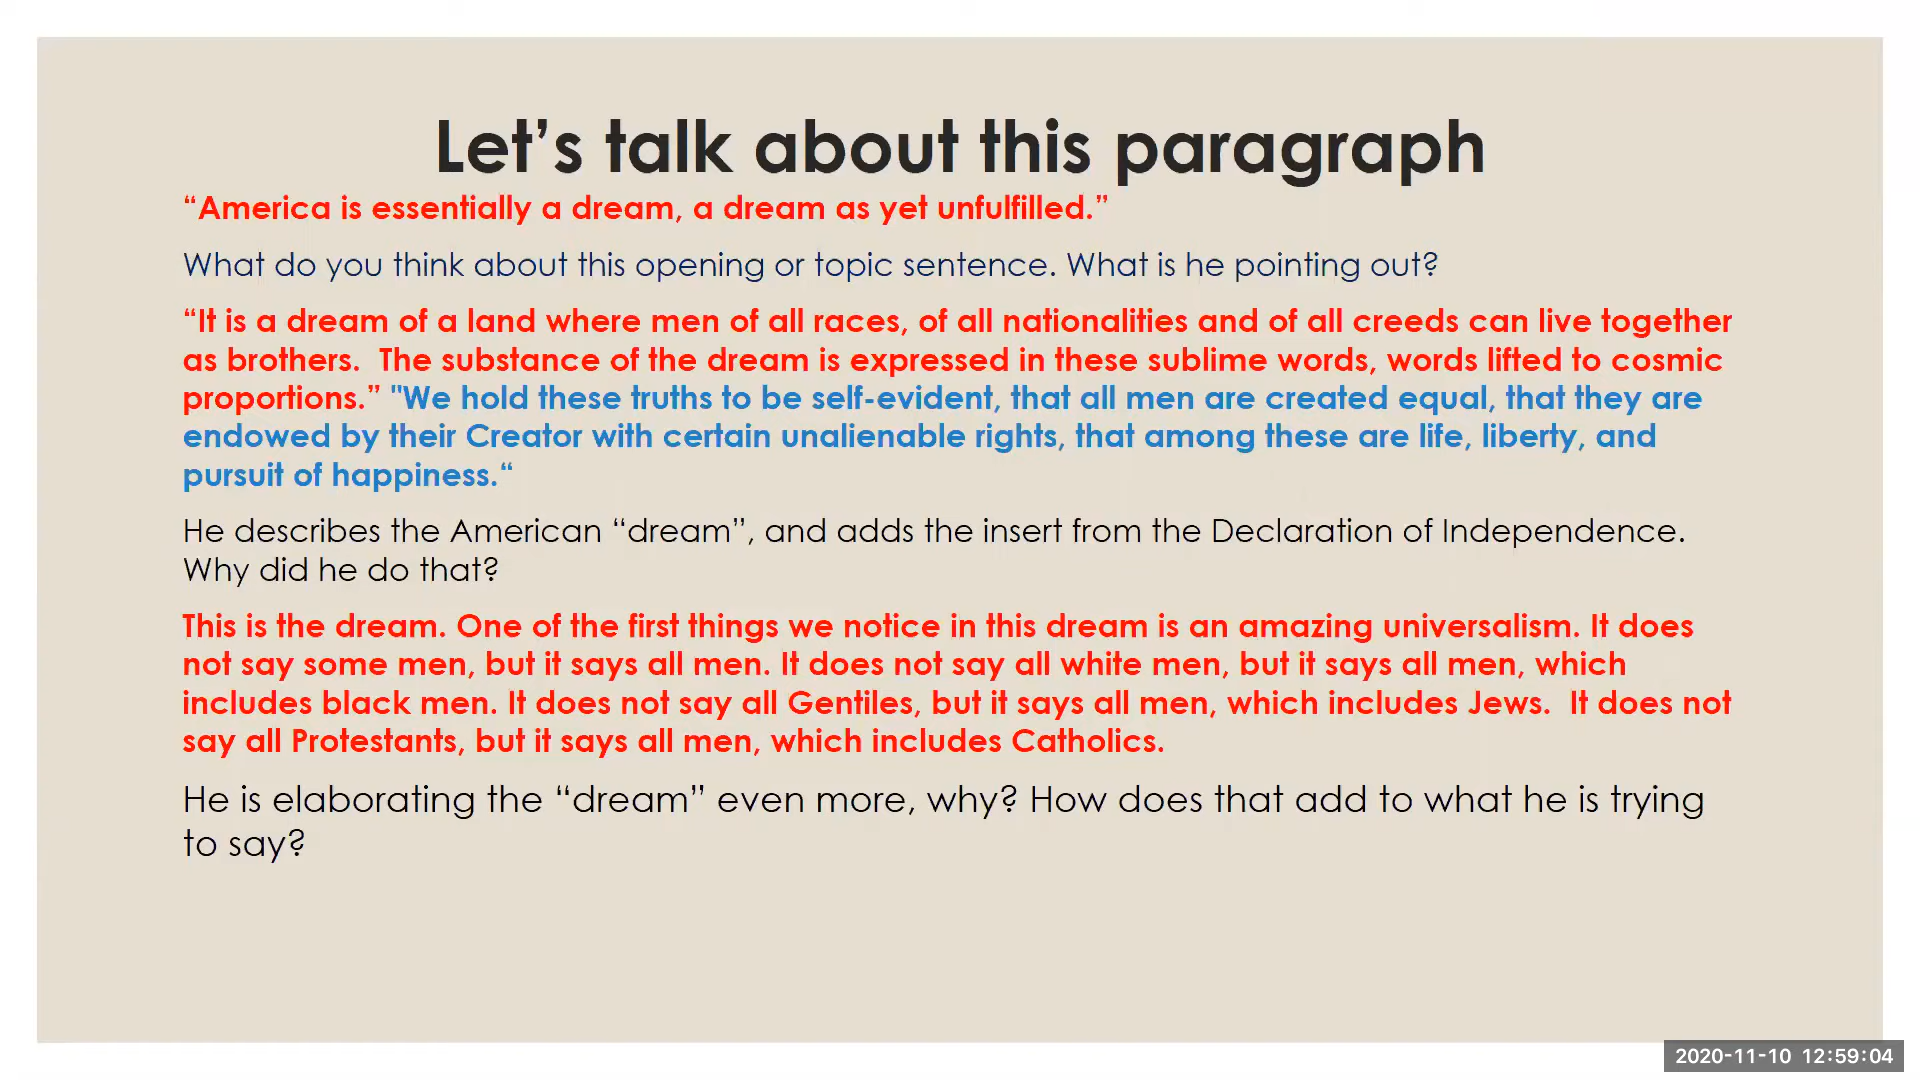 Let’s talk about this paragraph
“America is essentially a dream, a dream as yet unfulfilled.”
What do you think about this opening or topic sentence. What is he pointing out?
“It is a dream of a land where men of all races, of all nationalities and of all creeds can live together
as brothers.  The substance of the dream is expressed in these sublime words, words lifted to cosmic
proportions.” "We hold these truths to be self-evident, that all men are created equal, that they are
endowed by their Creator with certain unalienable rights, that among these are life, liberty, and
pursuit of happiness.“
He describes the American “dream”, and adds the insert from the Declaration of Independence.
Why did he do that?
This is the dream. One of the first things we notice in this dream is an amazing universalism. It does
not say some men, but it says all men. It does not say all white men, but it says all men, which
includes black men. It does not say all Gentiles, but it says all men, which includes Jews.  It does not
say all Protestants, but it says all men, which includes Catholics.
He is elaborating the “dream” even more, why? How does that add to what he is trying
to say?
2020-11-10 12:59:04